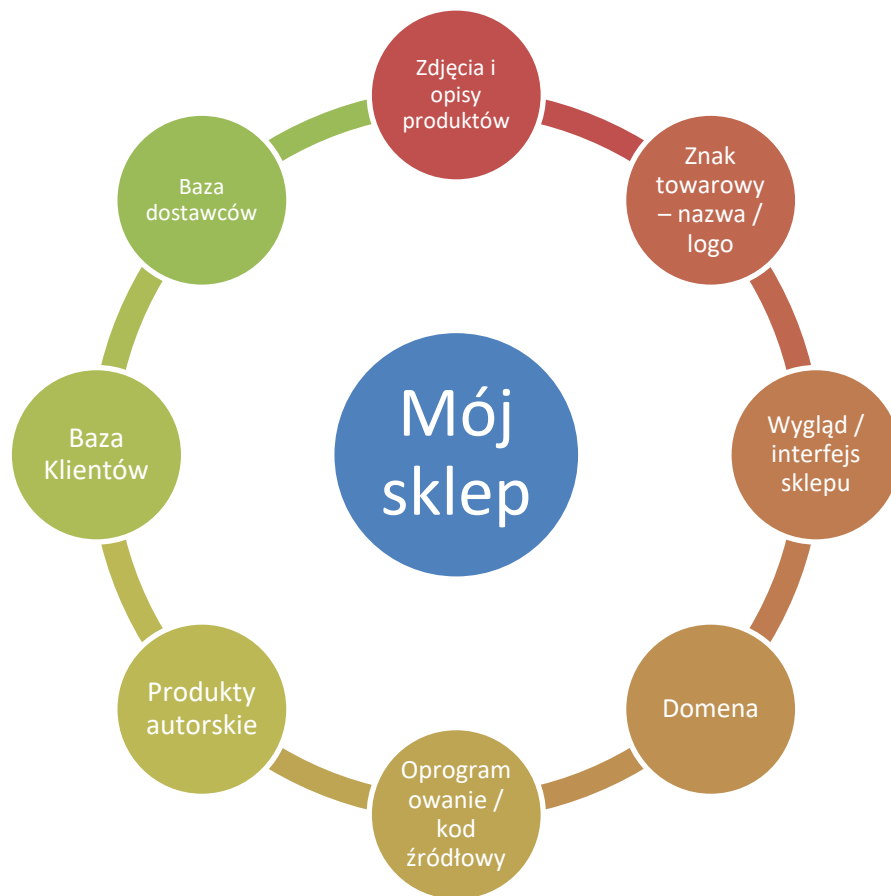 Zdjęcia i
opisy
produktów
Znak
towarowy
– nazwa /
logo
Wygląd /
interfejs
sklepu
Domena
Oprogram
owanie /
kod
źródłowy
Produkty
autorskie
Baza
Klientów
Baza
dostawców
Mój
sklep